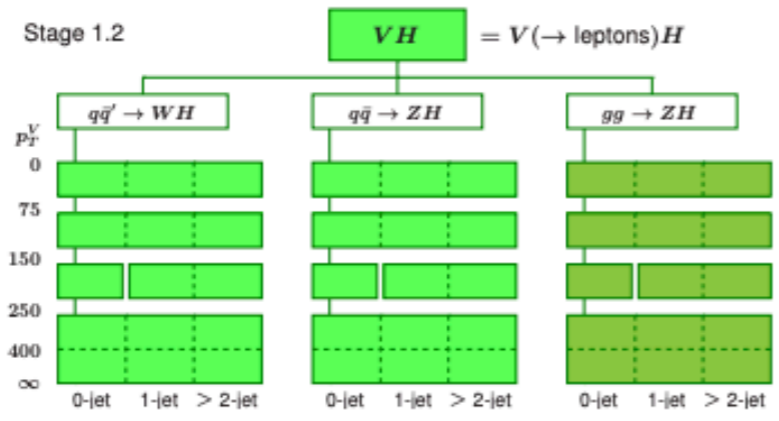 Stage 1.2
VH = V(→ leptons)H
qq̄′ → WH qq̄ → ZH gg → ZH
p_T^V
0
75
150
250
400
∞
0-jet 1-jet > 2-jet 0-jet 1-jet > 2-jet 0-jet 1-jet > 2-jet